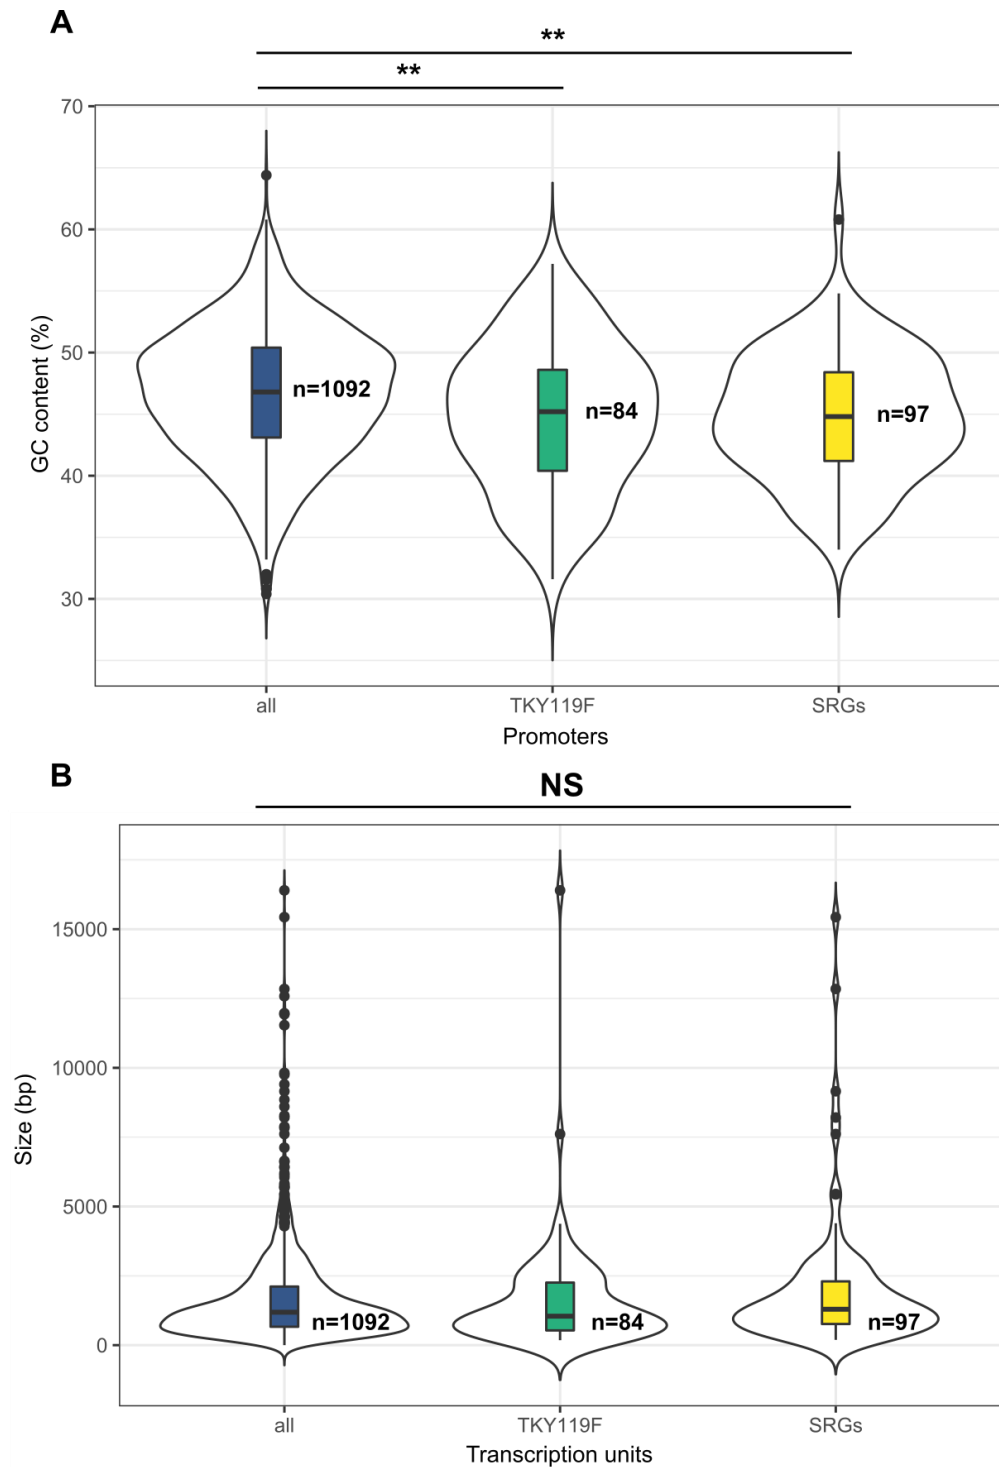 A
**
**
70
60
50
40
30
GC content (%)
n=1092
n=84
n=97
all
TKY119F
SRGs
Promoters
B
NS
15000
10000
5000
0
Size (bp)
n=1092
n=84
n=97
all
TKY119F
SRGs
Transcription units